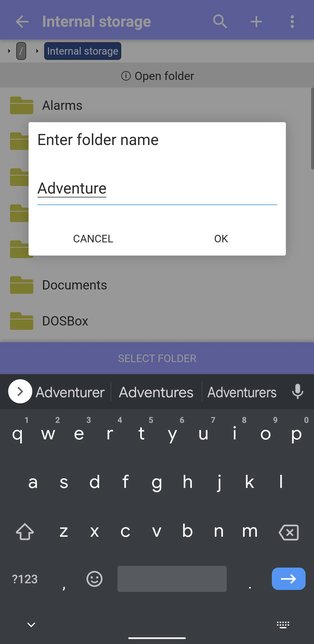 Internal storage
/ Internal storage
Open folder
Alarms
Enter folder name
Adventure
CANCEL OK
Documents
DOSBox
SELECT FOLDER
Adventurer Adventures Adventurers
1 2 3 4 5 6 7 8 9 0
q w e r t y u i o p
a s d f g h j k l
z x c v b n m
?123 , .